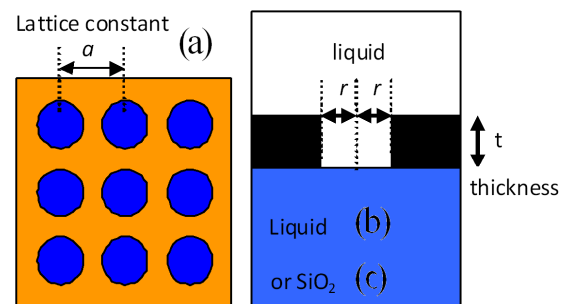 Lattice constant
a
(a)
liquid
r r
t
thickness
Liquid (b)
or SiO₂ (c)